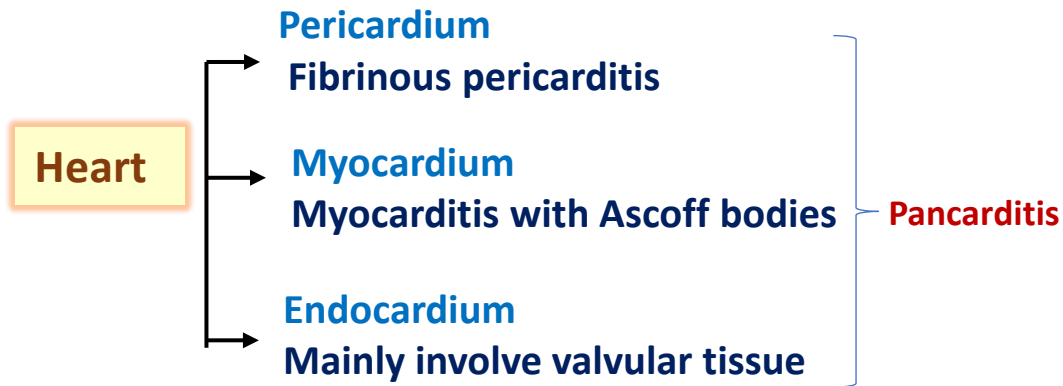 Pericardium
Fibrinous pericarditis
Heart
Myocardium
Myocarditis with Ascoff bodies
Pancarditis
Endocardium
Mainly involve valvular tissue